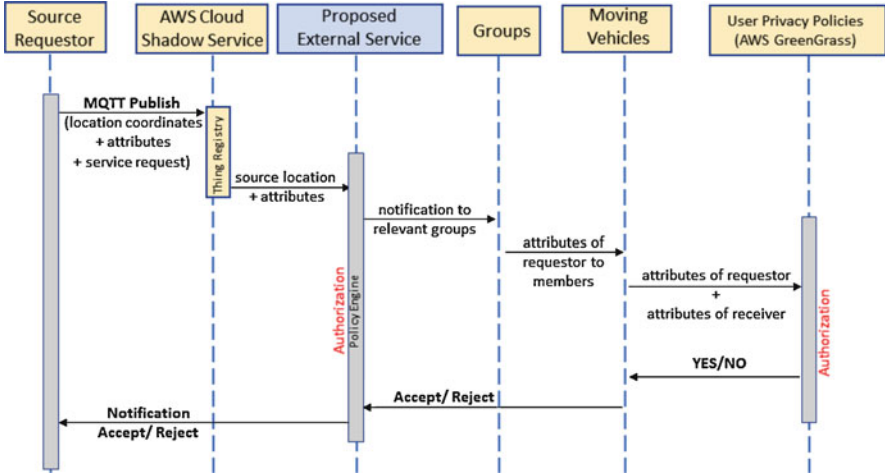 Source
Requestor
AWS Cloud
Shadow Service
Proposed
External Service
Groups
Moving
Vehicles
User Privacy Policies
(AWS GreenGrass)
MQTT Publish
(location coordinates
+ attributes
+ service request)
Thing Registry
source location
+ attributes
notification to
relevant groups
attributes of
requestor to
members
attributes of requestor
+
attributes of receiver
Authorization
Policy Engine
Authorization
YES/NO
Accept/ Reject
Notification
Accept/ Reject